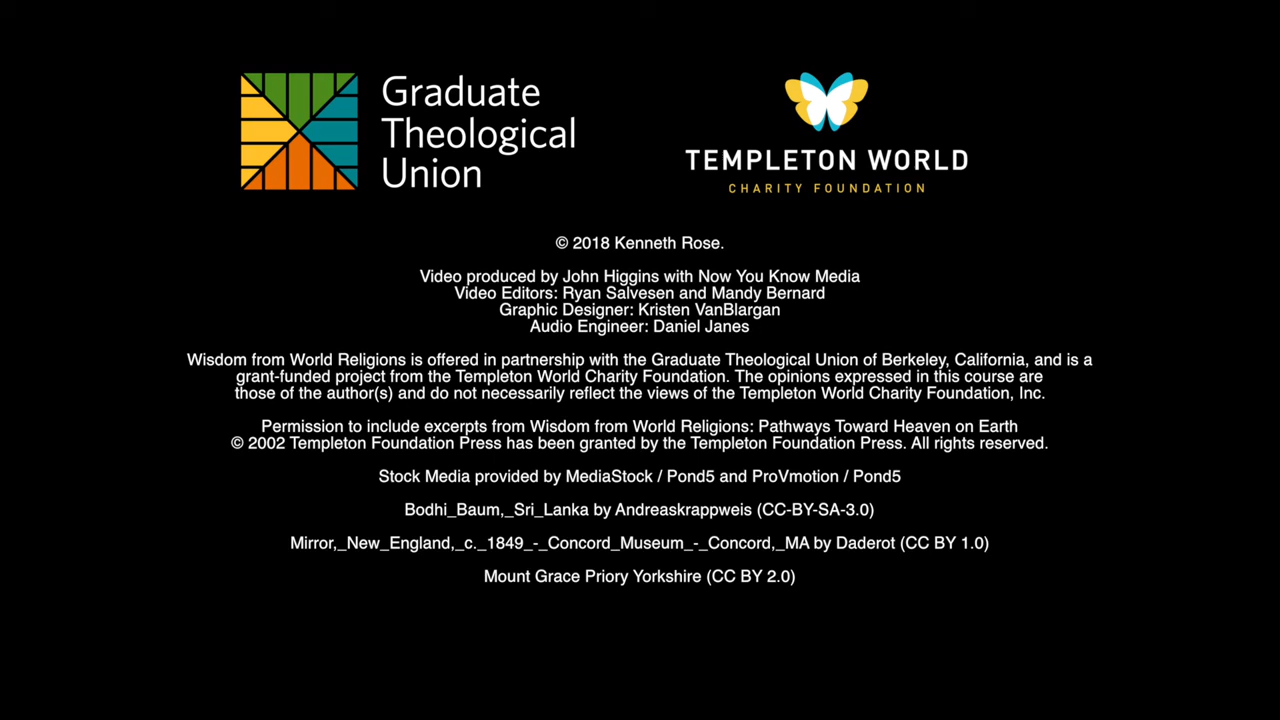 Graduate
Theological
Union
TEMPLETON WORLD
CHARITY FOUNDATION
© 2018 Kenneth Rose.
Video produced by John Higgins with Now You Know Media
Video Editors: Ryan Salvesen and Mandy Bernard
Graphic Designer: Kristen VanBlargan
Audio Engineer: Daniel Janes
Wisdom from World Religions is offered in partnership with the Graduate Theological Union of Berkeley, California, and is a
grant-funded project from the Templeton World Charity Foundation. The opinions expressed in this course are
those of the author(s) and do not necessarily reflect the views of the Templeton World Charity Foundation, Inc.
Permission to include excerpts from Wisdom from World Religions: Pathways Toward Heaven on Earth
© 2002 Templeton Foundation Press has been granted by the Templeton Foundation Press. All rights reserved.
Stock Media provided by MediaStock / Pond5 and ProVmotion / Pond5
Bodhi_Baum,_Sri_Lanka by Andreaskrappweis (CC-BY-SA-3.0)
Mirror,_New_England,_c._1849_-_Concord_Museum_-_Concord,_MA by Daderot (CC BY 1.0)
Mount Grace Priory Yorkshire (CC BY 2.0)